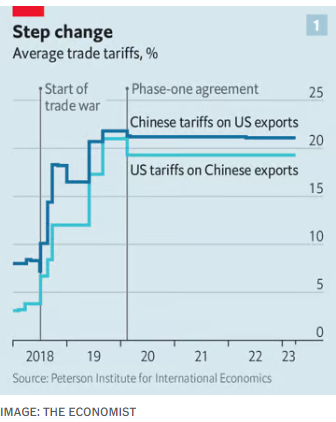 1
Step change
Average trade tariffs, %
Start of
trade war
Phase-one agreement
25
Chinese tariffs on US exports
20
US tariffs on Chinese exports
15
10
5
0
2018 19 20 21 22 23
Source: Peterson Institute for International Economics
IMAGE: THE ECONOMIST